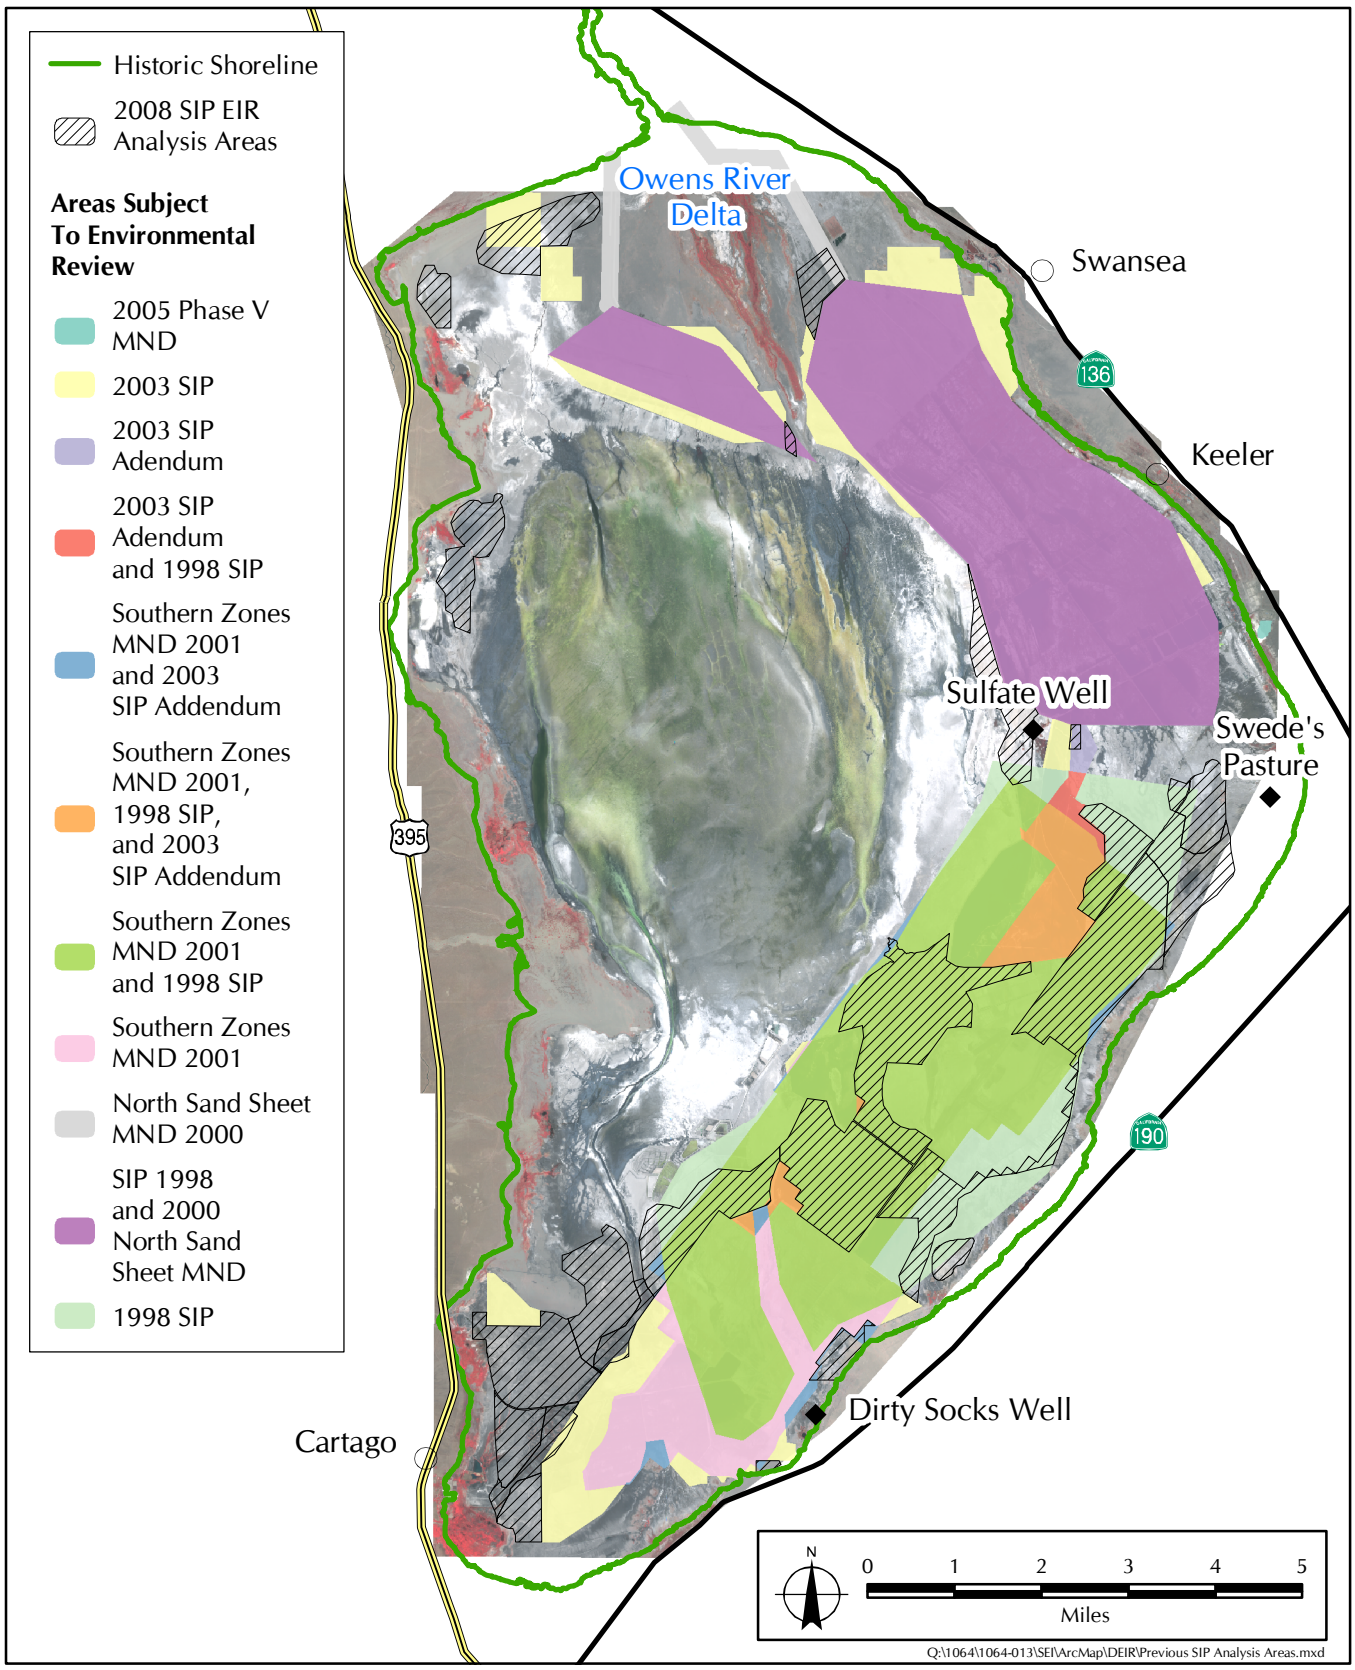 Historic Shoreline
2008 SIP EIR
Analysis Areas
Areas Subject
To Environmental
Review
2005 Phase V
MND
2003 SIP
2003 SIP
Adendum
2003 SIP
Adendum
and 1998 SIP
Southern Zones
MND 2001
and 2003
SIP Addendum
Southern Zones
MND 2001,
1998 SIP,
and 2003
SIP Addendum
Southern Zones
MND 2001
and 1998 SIP
Southern Zones
MND 2001
North Sand Sheet
MND 2000
SIP 1998
and 2000
North Sand
Sheet MND
1998 SIP
Owens River
Delta
Swansea
CALIFORNIA
136
Keeler
Sulfate Well
Swede's
Pasture
395
CALIFORNIA
190
Dirty Socks Well
Cartago
N
0 1 2 3 4 5
Miles
Q:\1064\1064-013\SEI\ArcMap\DEIR\Previous SIP Analysis Areas.mxd